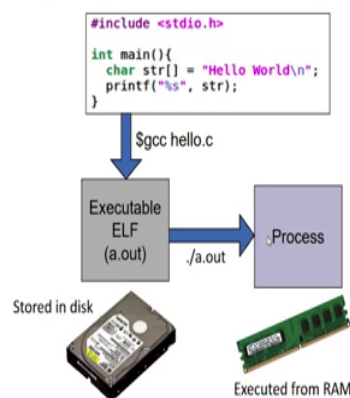 #include <stdio.h>
int main(){
char str[] = "Hello World\n";
printf("%s", str);
}
$gcc hello.c
Executable
ELF
(a.out)
./a.out
Process
Stored in disk
Executed from RAM